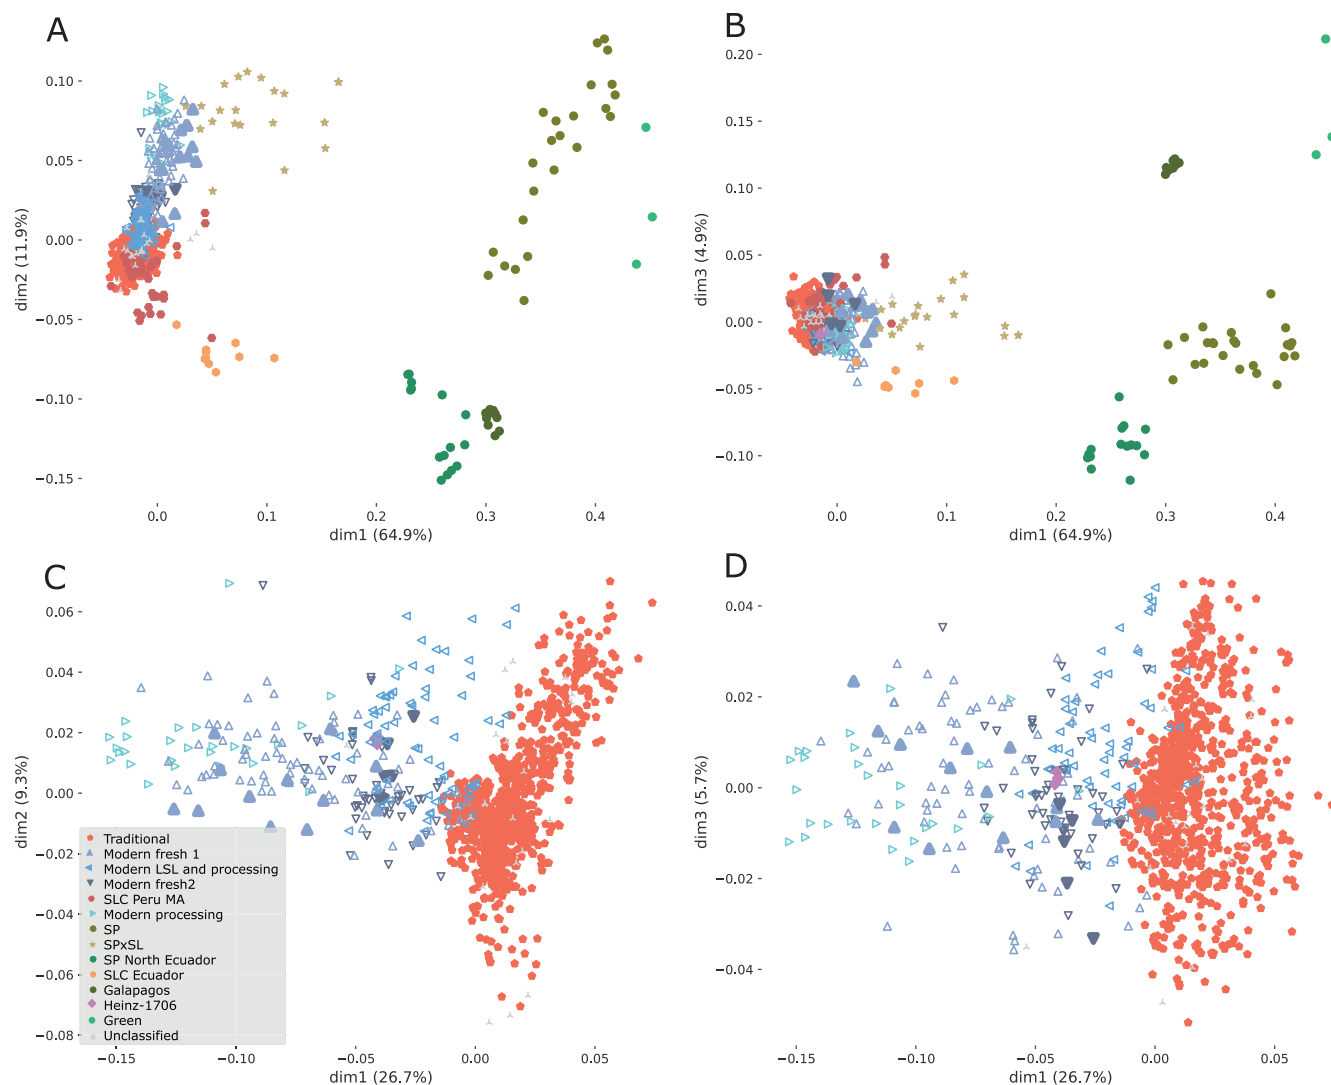 A
0.10
0.05
0.00
−0.05
−0.10
−0.15
dim2 (11.9%)
0.0
0.1
0.2
0.3
0.4
dim1 (64.9%)
B
0.20
0.15
0.10
0.05
0.00
−0.05
−0.10
dim3 (4.9%)
0.0
0.1
0.2
0.3
0.4
dim1 (64.9%)
C
0.06
0.04
0.02
0.00
−0.02
−0.04
−0.06
−0.08
dim2 (9.3%)
Traditional
Modern fresh 1
Modern LSL and processing
Modern fresh2
SLC Peru MA
Modern processing
SP
SPxSL
SP North Ecuador
SLC Ecuador
Galapagos
Heinz-1706
Green
Unclassified
−0.15
−0.10
−0.05
0.00
0.05
dim1 (26.7%)
D
0.04
0.02
0.00
−0.02
−0.04
dim3 (5.7%)
−0.15
−0.10
−0.05
0.00
0.05
dim1 (26.7%)